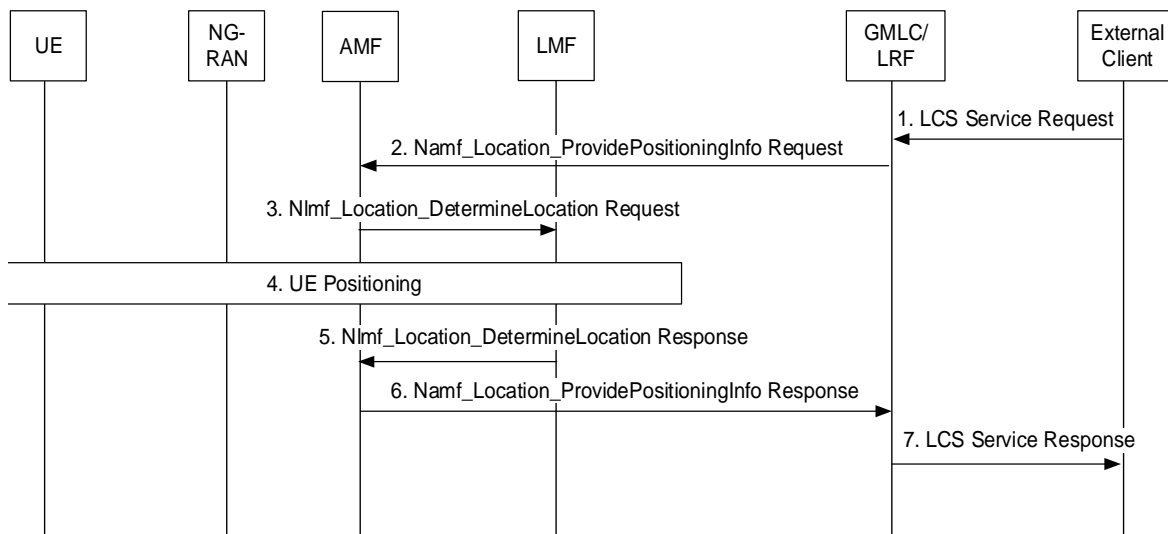 UE
NG-
RAN
AMF
LMF
GMLC/
LRF
External
Client
1. LCS Service Request
2. Namf_Location_ProvidePositioningInfo Request
3. Nlmf_Location_DetermineLocation Request
4. UE Positioning
5. Nlmf_Location_DetermineLocation Response
6. Namf_Location_ProvidePositioningInfo Response
7. LCS Service Response